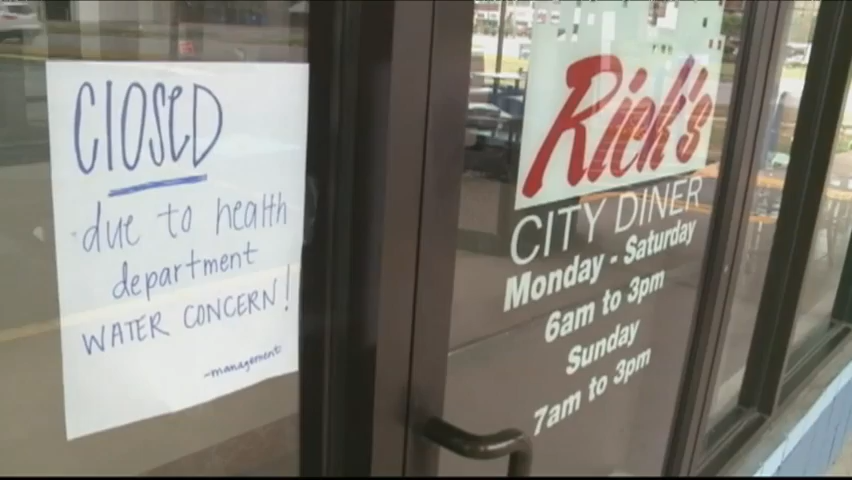 CLOSED
due to health
department
WATER CONCERN!
-management
Rick's
CITY DINER
Monday - Saturday
6am to 3pm
Sunday
7am to 3pm